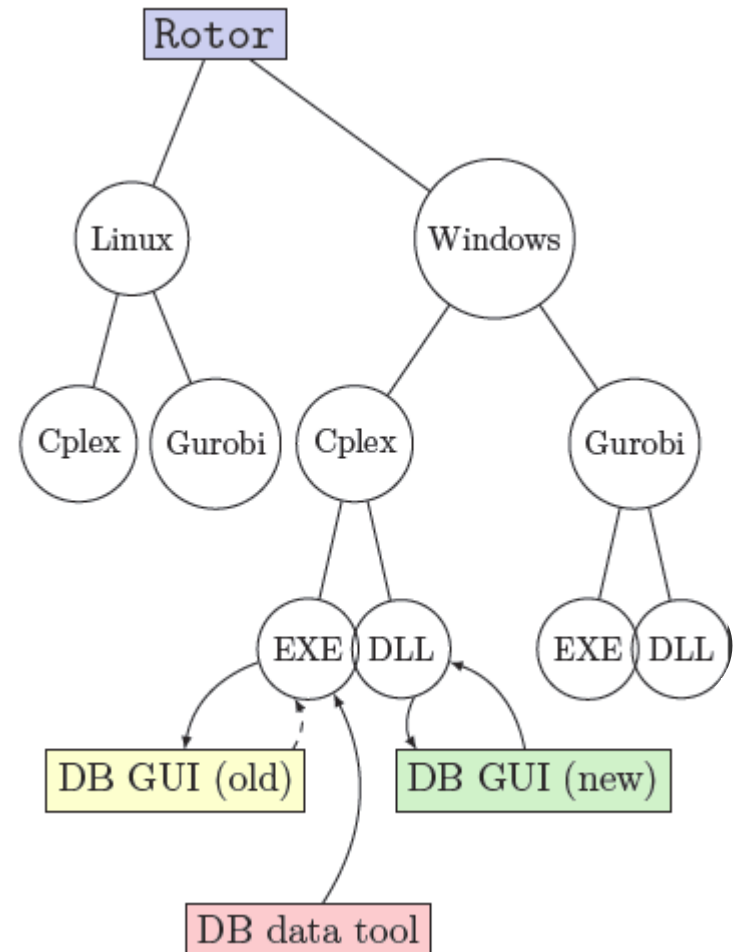 Rotor
Linux
Windows
Cplex
Gurobi
Cplex
Gurobi
EXE
DLL
EXE
DLL
DB GUI (old)
DB GUI (new)
DB data tool